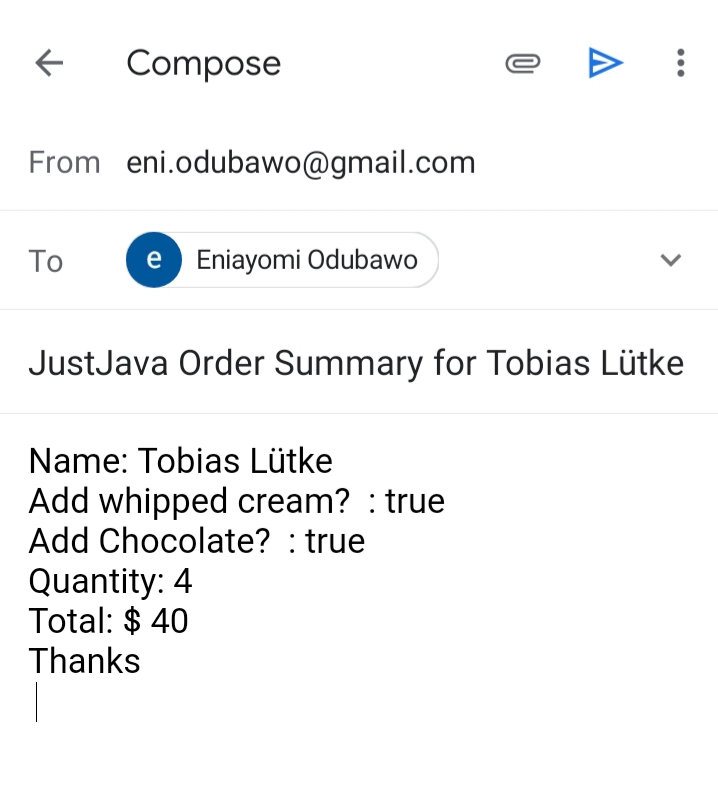 Compose
From eni.odubawo@gmail.com
To e Eniayomi Odubawo
JustJava Order Summary for Tobias Lütke
Name: Tobias Lütke
Add whipped cream?  : true
Add Chocolate?  : true
Quantity: 4
Total: $ 40
Thanks